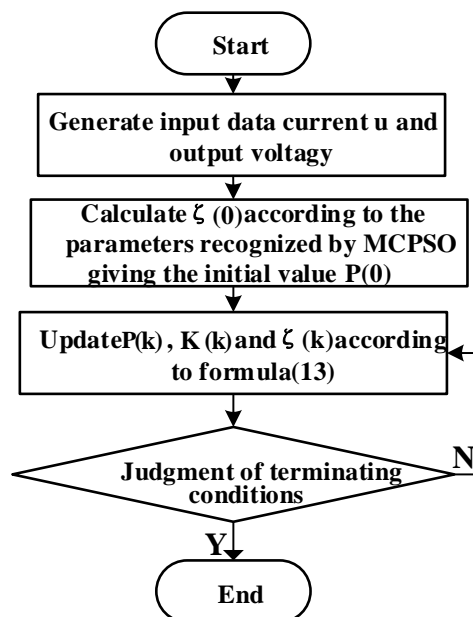 Start
Generate input data current u and
output voltagy
Calculate ζ (0)according to the
parameters recognized by MCPSO
giving the initial value P(0)
UpdateP(k) , K (k)and ζ (k)according
to formula(13)
Judgment of terminating
conditions
N
Y
End